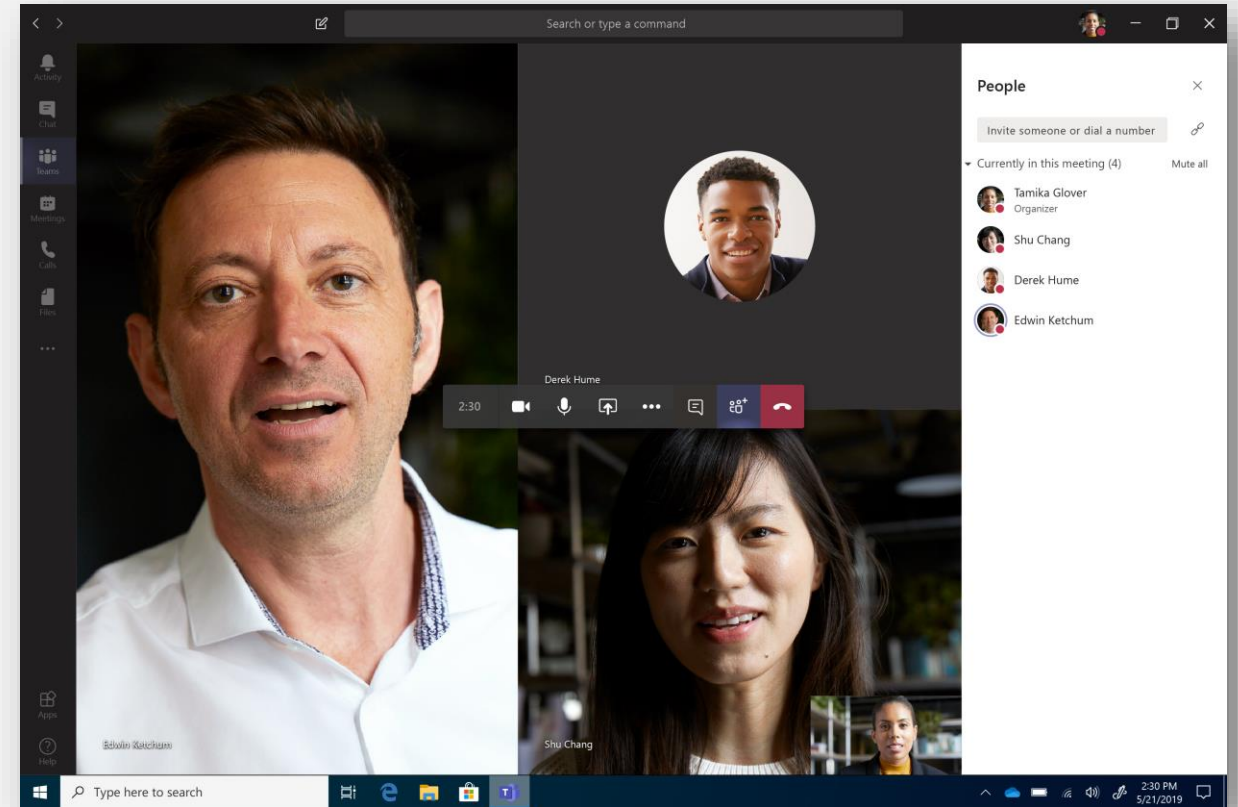 Search or type a command
Activity
Chat
Teams
Meetings
Calls
Files
Apps
Help
Edwin Ketchum
Derek Hume
2:30
Shu Chang
People
Invite someone or dial a number
Currently in this meeting (4) Mute all
Tamika Glover
Organizer
Shu Chang
Derek Hume
Edwin Ketchum
Type here to search
2:30 PM
5/21/2019